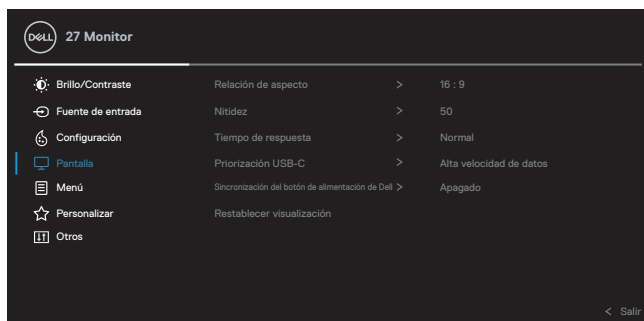 DELL 27 Monitor
Brillo/Contraste Relación de aspecto > 16 : 9
Fuente de entrada Nitidez > 50
Configuración Tiempo de respuesta > Normal
Pantalla Priorización USB-C > Alta velocidad de datos
Menú Sincronización del botón de alimentación de Dell > Apagado
Personalizar Restablecer visualización
Otros
< Salir